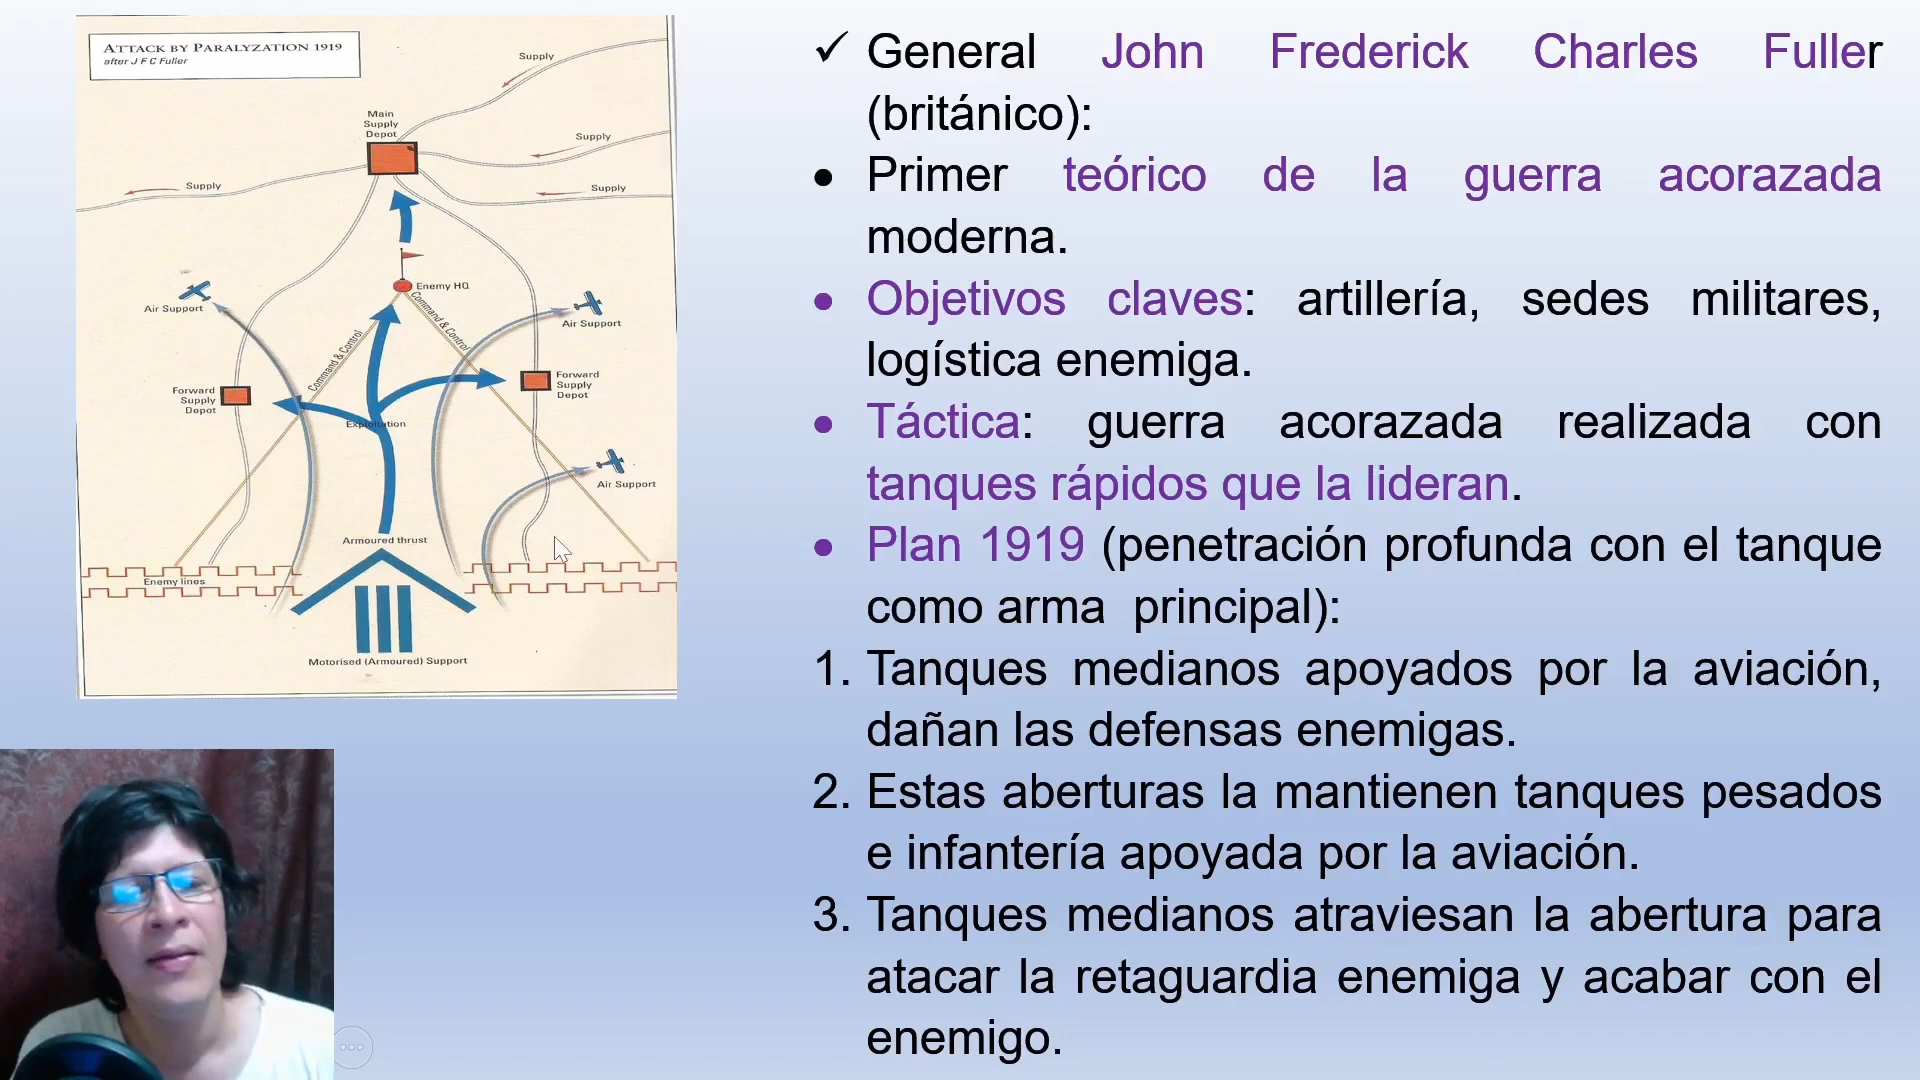 ATTACK BY PARALYZATION 1919
after J F C Fuller
Supply
Main
Supply
Depot
Supply
Supply
Supply
Enemy HQ
Air Support
Air Support
Command & Control
Command & Control
Forward
Supply
Depot
Forward
Supply
Depot
Exploitation
Air Support
Armoured thrust
Enemy lines
Motorised (Armoured) Support
✓ General John Frederick Charles Fuller
(británico):
• Primer teórico de la guerra acorazada
moderna.
• Objetivos claves: artillería, sedes militares,
logística enemiga.
• Táctica: guerra acorazada realizada con
tanques rápidos que la lideran.
• Plan 1919 (penetración profunda con el tanque
como arma principal):
1. Tanques medianos apoyados por la aviación,
dañan las defensas enemigas.
2. Estas aberturas la mantienen tanques pesados
e infantería apoyada por la aviación.
3. Tanques medianos atraviesan la abertura para
atacar la retaguardia enemiga y acabar con el
enemigo.